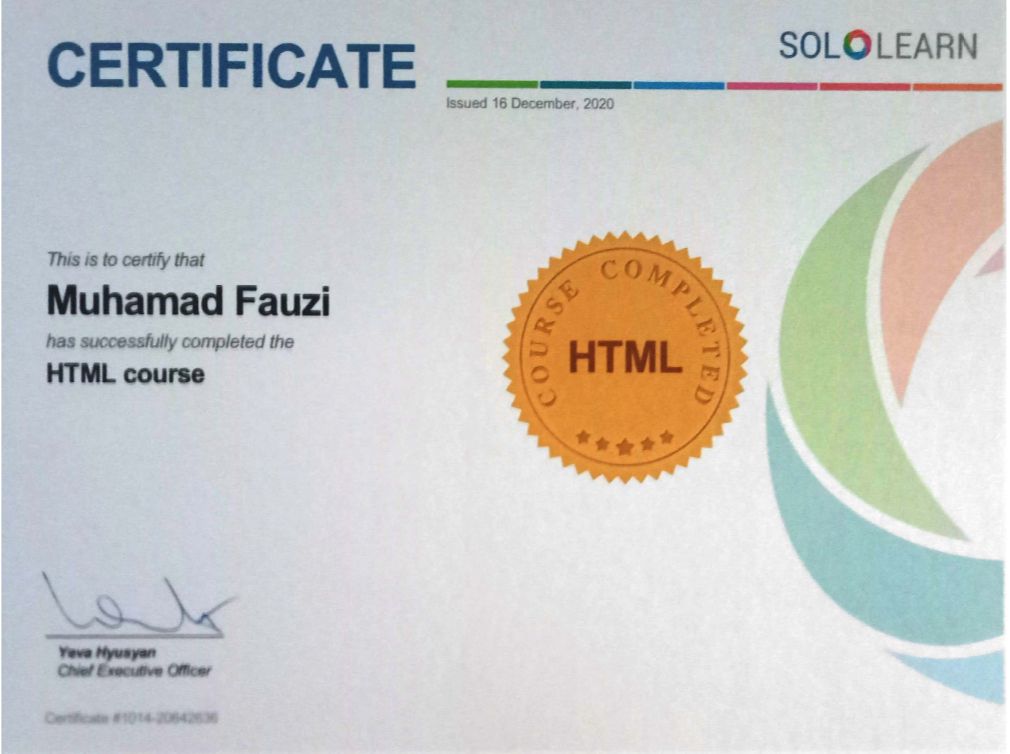 CERTIFICATE
SOLOLEARN
Issued 16 December, 2020
This is to certify that
Muhamad Fauzi
has successfully completed the
HTML course
COURSE COMPLETED
HTML
Yeva Hyusyan
Chief Executive Officer
Certificate #1014-20642636